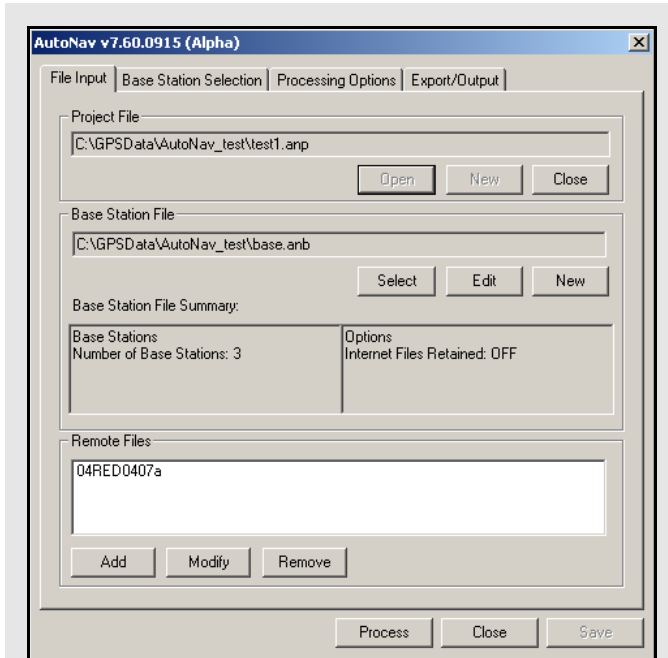 AutoNav v7.60.0915 (Alpha)
File Input Base Station Selection Processing Options Export/Output
Project File
C:\GPSData\AutoNav_test\test1.anp
Open New Close
Base Station File
C:\GPSData\AutoNav_test\base.anb
Select Edit New
Base Station File Summary:
Base Stations
Number of Base Stations: 3
Options
Internet Files Retained: OFF
Remote Files
04RED0407a
Add Modify Remove
Process Close Save